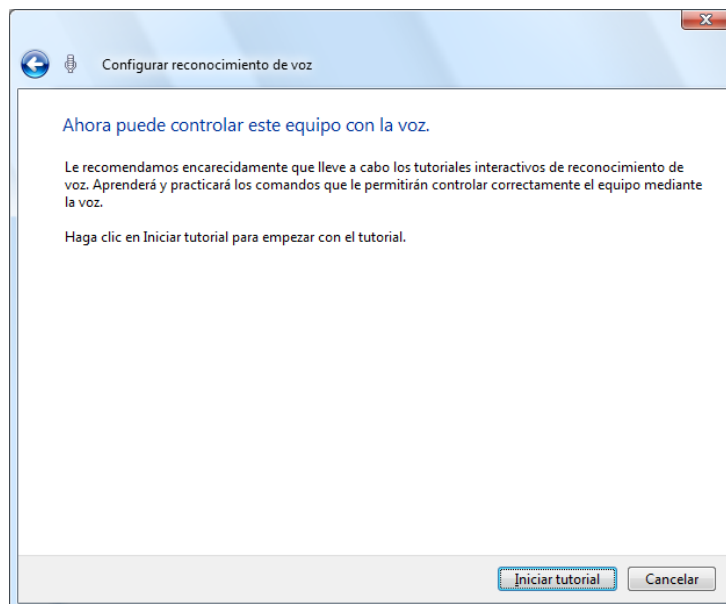 Configurar reconocimiento de voz
Ahora puede controlar este equipo con la voz.
Le recomendamos encarecidamente que lleve a cabo los tutoriales interactivos de reconocimiento de
voz. Aprenderá y practicará los comandos que le permitirán controlar correctamente el equipo mediante
la voz.
Haga clic en Iniciar tutorial para empezar con el tutorial.
Iniciar tutorial
Cancelar